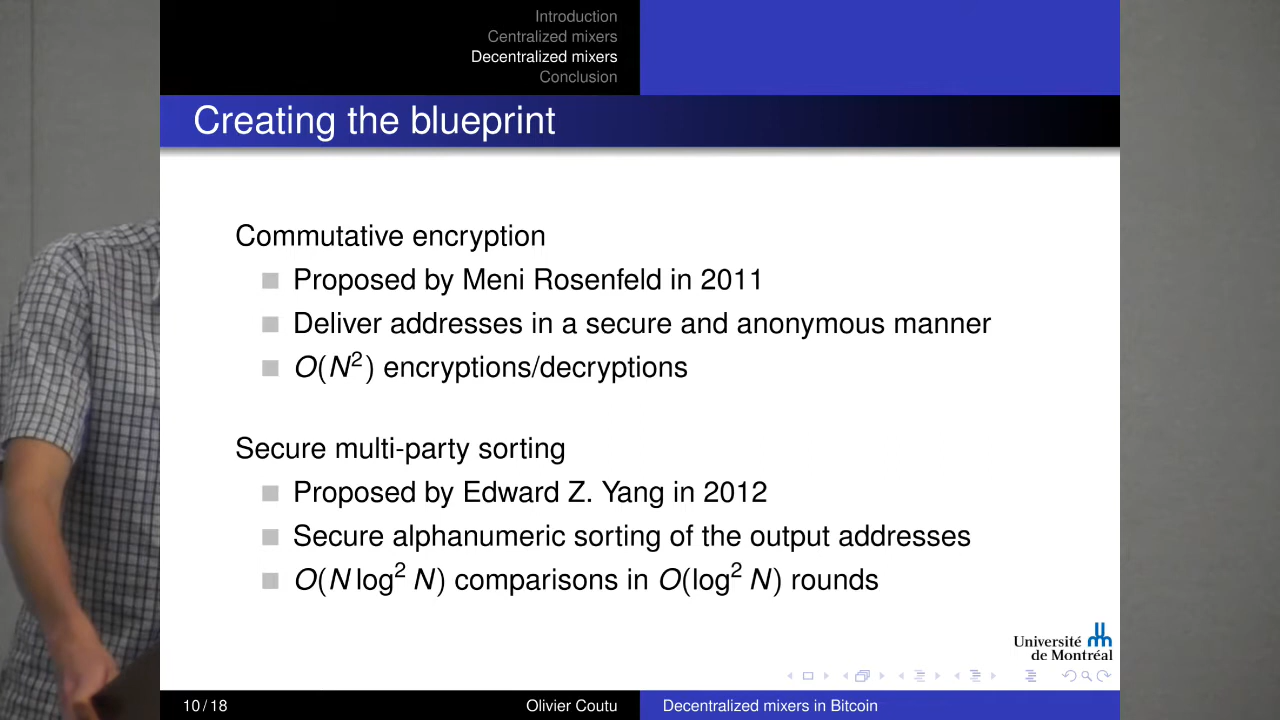 Introduction
Centralized mixers
Decentralized mixers
Conclusion
Creating the blueprint
Commutative encryption
Proposed by Meni Rosenfeld in 2011
Deliver addresses in a secure and anonymous manner
O(N²) encryptions/decryptions
Secure multi-party sorting
Proposed by Edward Z. Yang in 2012
Secure alphanumeric sorting of the output addresses
O(N log² N) comparisons in O(log² N) rounds
Université
de Montréal
10/18 Olivier Coutu Decentralized mixers in Bitcoin